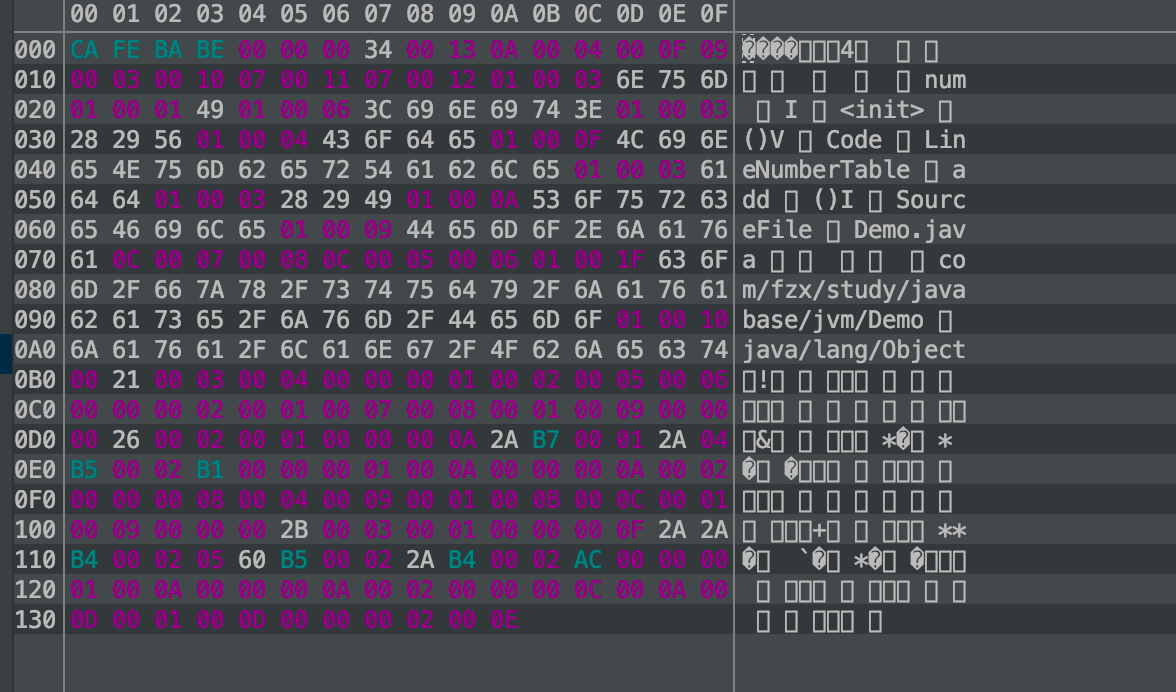 00 01 02 03 04 05 06 07 08 09 0A 0B 0C 0D 0E 0F
000 CA FE BA BE 00 00 00 34 00 13 0A 00 04 00 0F 09 4
010 00 03 00 10 07 00 11 07 00 12 01 00 03 6E 75 6D num
020 01 00 01 49 01 00 06 3C 69 6E 69 74 3E 01 00 03 I <init>
030 28 29 56 01 00 04 43 6F 64 65 01 00 0F 4C 69 6E ()V Code Lin
040 65 4E 75 6D 62 65 72 54 61 62 6C 65 01 00 03 61 eNumberTable a
050 64 64 01 00 03 28 29 49 01 00 0A 53 6F 75 72 63 dd ()I Sourc
060 65 46 69 6C 65 01 00 09 44 65 6D 6F 2E 6A 61 76 eFile Demo.jav
070 61 0C 00 07 00 08 0C 00 05 00 06 01 00 1F 63 6F a co
080 6D 2F 66 7A 78 2F 73 74 75 64 79 2F 6A 61 76 61 m/fzx/study/java
090 62 61 73 65 2F 6A 76 6D 2F 44 65 6D 6F 01 00 10 base/jvm/Demo
0A0 6A 61 76 61 2F 6C 61 6E 67 2F 4F 62 6A 65 63 74 java/lang/Object
0B0 00 21 00 03 00 04 00 00 00 01 00 02 00 05 00 06 !
0C0 00 00 00 02 00 01 00 07 00 08 00 01 00 09 00 00
0D0 00 26 00 02 00 01 00 00 00 0A 2A B7 00 01 2A 04 & * *
0E0 B5 00 02 B1 00 00 00 01 00 0A 00 00 00 0A 00 02
0F0 00 00 00 08 00 04 00 09 00 01 00 0B 00 0C 00 01
100 00 09 00 00 00 2B 00 03 00 01 00 00 00 0F 2A 2A + **
110 B4 00 02 05 60 B5 00 02 2A B4 00 02 AC 00 00 00 ` *
120 01 00 0A 00 00 00 0A 00 02 00 00 00 0C 00 0A 00
130 0D 00 01 00 0D 00 00 00 02 00 0E